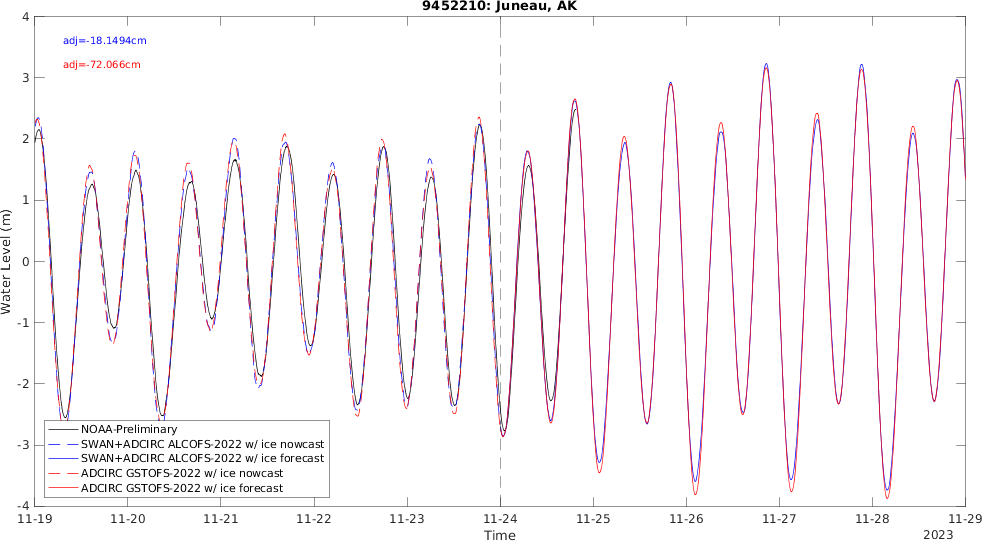 9452210: Juneau, AK
adj=-18.1494cm
adj=-72.066cm
Water Level (m)
4
3
2
1
0
-1
-2
-3
-4
NOAA-Preliminary
SWAN+ADCIRC ALCOFS-2022 w/ ice nowcast
SWAN+ADCIRC ALCOFS-2022 w/ ice forecast
ADCIRC GSTOFS-2022 w/ ice nowcast
ADCIRC GSTOFS-2022 w/ ice forecast
11-19 11-20 11-21 11-22 11-23 11-24 11-25 11-26 11-27 11-28 11-29
Time
2023